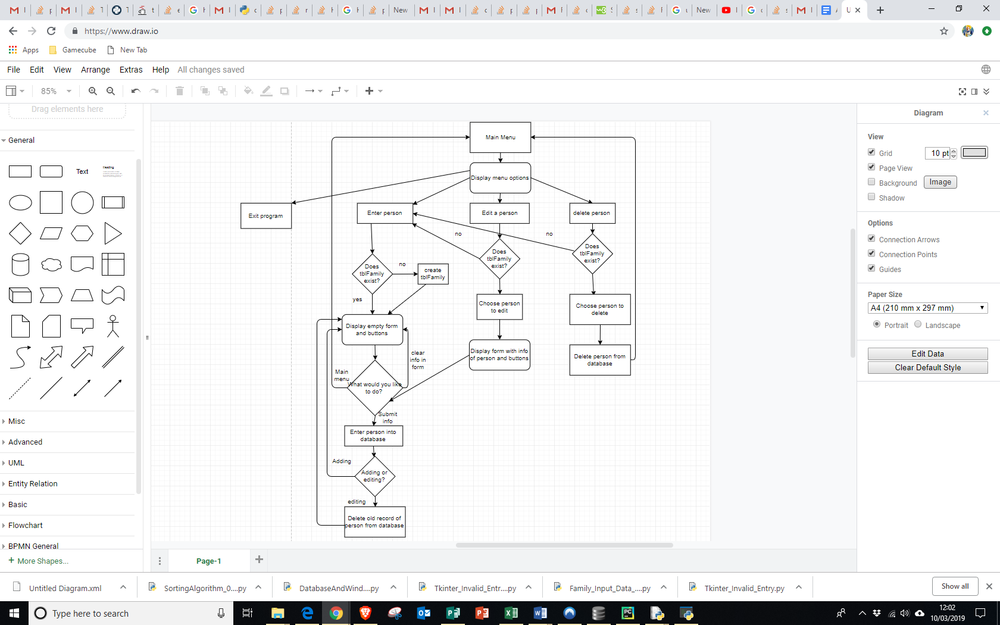 New
New
U
https://www.draw.io
Apps
Gamecube
New Tab
File Edit View Arrange Extras Help All changes saved
85%
Drag elements here
General
Text
Heading
Misc
Advanced
UML
Entity Relation
Basic
Flowchart
BPMN General
+ More Shapes...
Main Menu
Display menu options
Exit program
Enter person
Edit a person
delete person
no
no
Does
tblFamily
exist?
no
create
tblFamily
Does
tblFamily
exist?
Does
tblFamily
exist?
yes
Choose person
to edit
Choose person to
delete
Display empty form
and buttons
clear
info in
form
Display form with info
of person and buttons
Delete person from
database
Main
menu
What would you like
to do?
Submit
info
Enter person into
database
Adding
Adding or
editing?
editing
Delete old record of
person from database
Page-1
Diagram
View
Grid
10 pt
Page View
Background
Image
Shadow
Options
Connection Arrows
Connection Points
Guides
Paper Size
A4 (210 mm x 297 mm)
Portrait
Landscape
Edit Data
Clear Default Style
Untitled Diagram.xml
SortingAlgorithm_0....py
DatabaseAndWind....py
Tkinter_Invalid_Entr....py
Family_Input_Data_....py
Tkinter_Invalid_Entry.py
Show all
Type here to search
12:02
10/03/2019